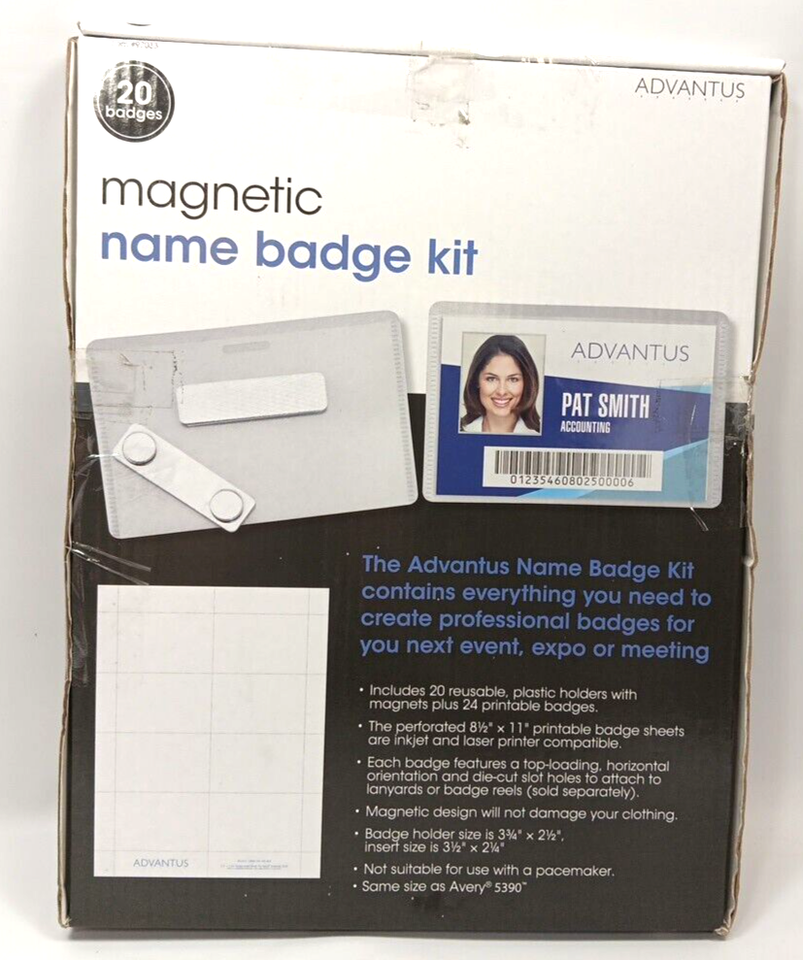 20
badges
ADVANTUS
magnetic
name badge kit
ADVANTUS
PAT SMITH
ACCOUNTING
01235460802500006
The Advantus Name Badge Kit
contains everything you need to
create professional badges for
you next event, expo or meeting
• Includes 20 reusable, plastic holders with
magnets plus 24 printable badges.
• The perforated 8½" × 11" printable badge sheets
are inkjet and laser printer compatible.
• Each badge features a top-loading, horizontal
orientation and die-cut slot holes to attach to
lanyards or badge reels (sold separately).
• Magnetic design will not damage your clothing.
• Badge holder size is 3¾" × 2½",
insert size is 3½" × 2¼"
• Not suitable for use with a pacemaker.
• Same size as Avery® 5390™
ADVANTUS